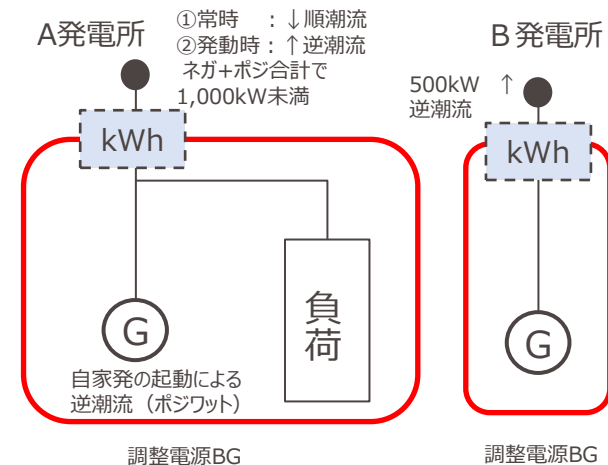 A発電所
①常時　：↓順潮流
②発動時：↑逆潮流
ネガ+ポジ合計で
1,000kW未満
kWh
G
負荷
自家発の起動による
逆潮流（ポジワット）
調整電源BG
B発電所
500kW ↑
逆潮流
kWh
G
調整電源BG